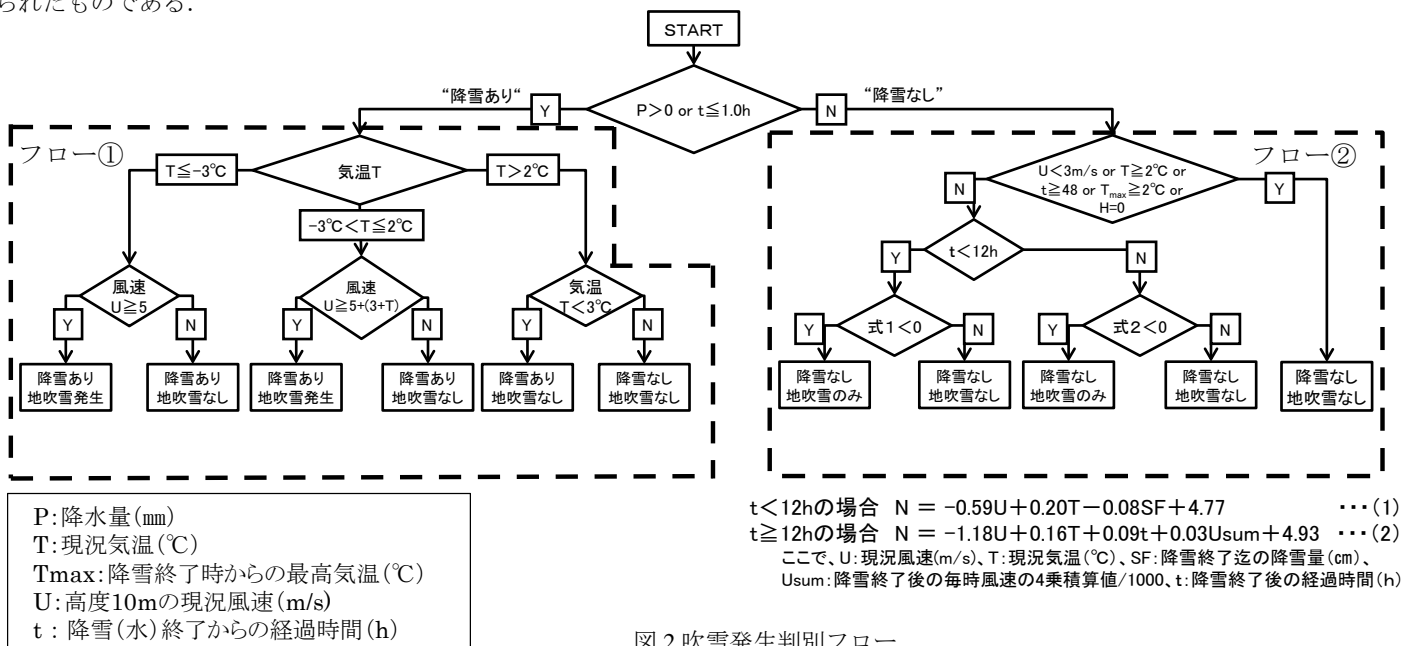 られたものである.
START
P>0 or t≦1.0h
“降雪あり“
Y
N
“降雪なし”
フロー①
T≦-3℃
気温T
T>2℃
-3℃<T≦2℃
風速
U≧5
風速
U≧5+(3+T)
気温
T<3℃
Y
N
Y
N
Y
N
降雪あり
地吹雪発生
降雪あり
地吹雪なし
降雪あり
地吹雪発生
降雪あり
地吹雪なし
降雪あり
地吹雪なし
降雪なし
地吹雪なし
フロー②
U<3m/s or T≧2℃ or
t≧48 or Tmax≧2℃ or
H=0
N
Y
t<12h
Y
N
式1<0
式2<0
Y
N
Y
N
降雪なし
地吹雪のみ
降雪なし
地吹雪なし
降雪なし
地吹雪のみ
降雪なし
地吹雪なし
降雪なし
地吹雪なし
t<12hの場合 N = -0.59U+0.20T-0.08SF+4.77 ・・・(1)
t≧12hの場合 N = -1.18U+0.16T+0.09t+0.03Usum+4.93 ・・・(2)
ここで、U:現況風速(m/s)、T:現況気温(℃)、SF:降雪終了迄の降雪量(㎝)、
Usum:降雪終了後の毎時風速の4乗積算値/1000、t:降雪終了後の経過時間(h)
P:降水量(㎜)
T:現況気温(℃)
Tmax:降雪終了時からの最高気温(℃)
U:高度10mの現況風速(m/s)
t:降雪(水)終了からの経過時間(h)